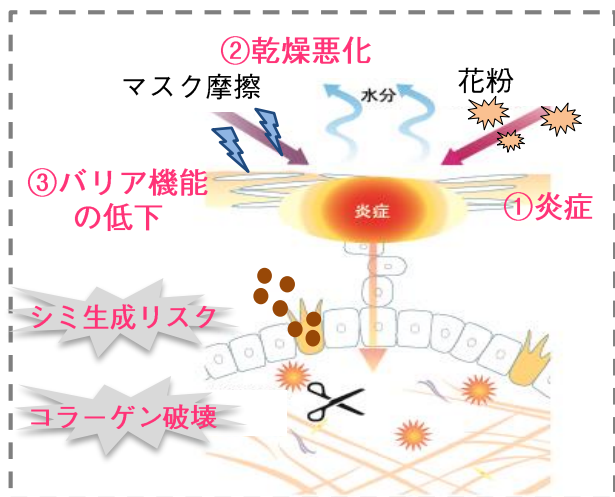 ②乾燥悪化
マスク摩擦
水分
花粉
③バリア機能
の低下
炎症
①炎症
シミ生成リスク
コラーゲン破壊